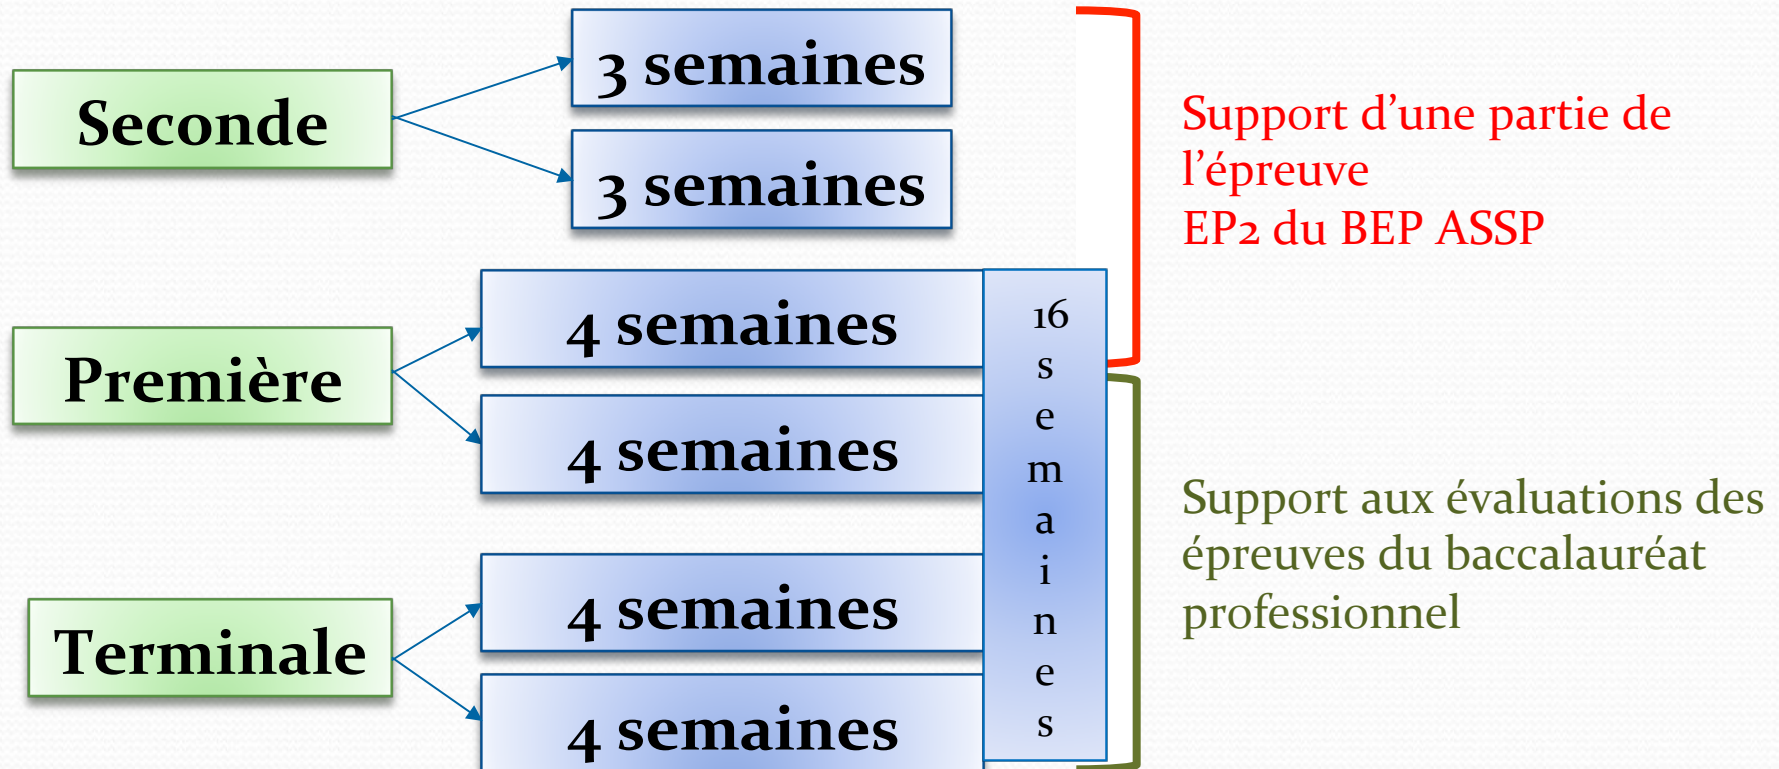 Seconde
3 semaines
3 semaines
Support d’une partie de
l’épreuve
EP2 du BEP ASSP
Première
4 semaines
4 semaines
16
s
e
m
a
i
n
e
s
Support aux évaluations des
épreuves du baccalauréat
professionnel
Terminale
4 semaines
4 semaines